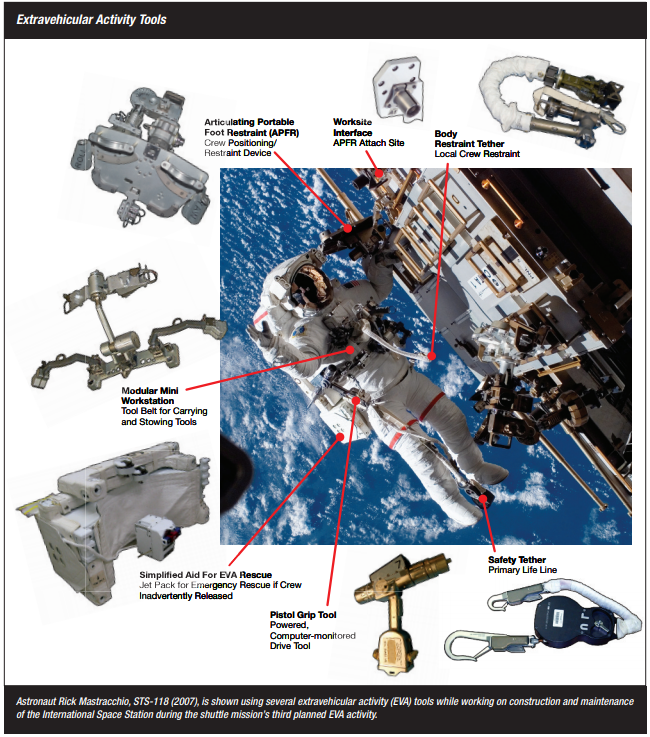 Extravehicular Activity Tools
Articulating Portable
Foot Restraint (APFR)
Crew Positioning/
Restraint Device
Worksite
Interface
APFR Attach Site
Body
Restraint Tether
Local Crew Restraint
Modular Mini
Workstation
Tool Belt for Carrying
and Stowing Tools
Simplified Aid For EVA Rescue
Jet Pack for Emergency Rescue if Crew
Inadvertently Released
Pistol Grip Tool
Powered,
Computer-monitored
Drive Tool
Safety Tether
Primary Life Line
Astronaut Rick Mastracchio, STS-118 (2007), is shown using several extravehicular activity (EVA) tools while working on construction and maintenance
of the International Space Station during the shuttle mission's third planned EVA activity.